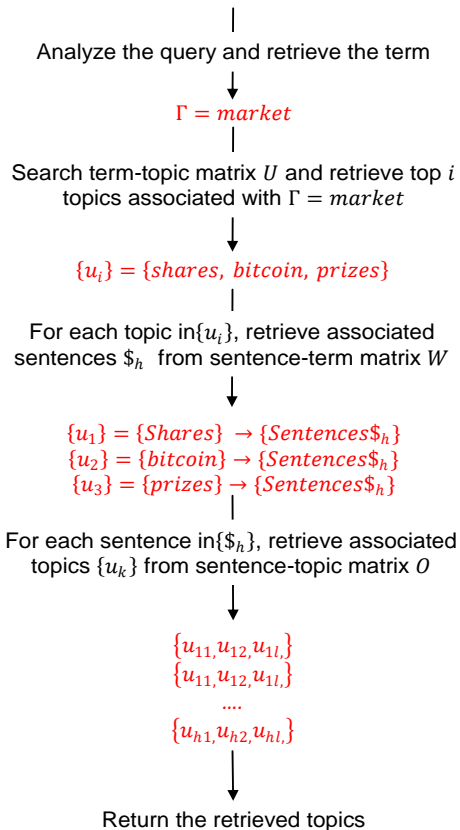 Analyze the query and retrieve the term
Γ = market
Search term-topic matrix U and retrieve top i
topics associated with Γ = market
{u_i} = {shares, bitcoin, prizes}
For each topic in{u_i}, retrieve associated
sentences $_h from sentence-term matrix W
{u_1} = {Shares} → {Sentences$_h}
{u_2} = {bitcoin} → {Sentences$_h}
{u_3} = {prizes} → {Sentences$_h}
For each sentence in{$_h}, retrieve associated
topics {u_k} from sentence-topic matrix O
{u_11, u_12, u_1l,}
{u_11, u_12, u_1l,}
....
{u_h1, u_h2, u_hl,}
Return the retrieved topics